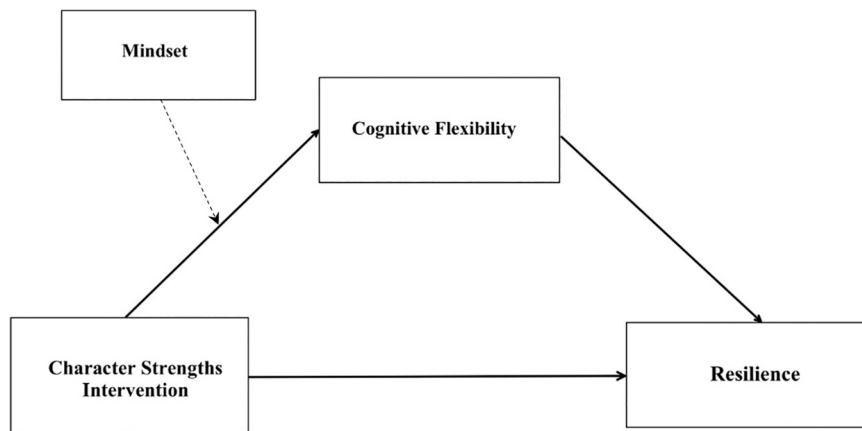 Mindset
Cognitive Flexibility
Character Strengths
Intervention
Resilience